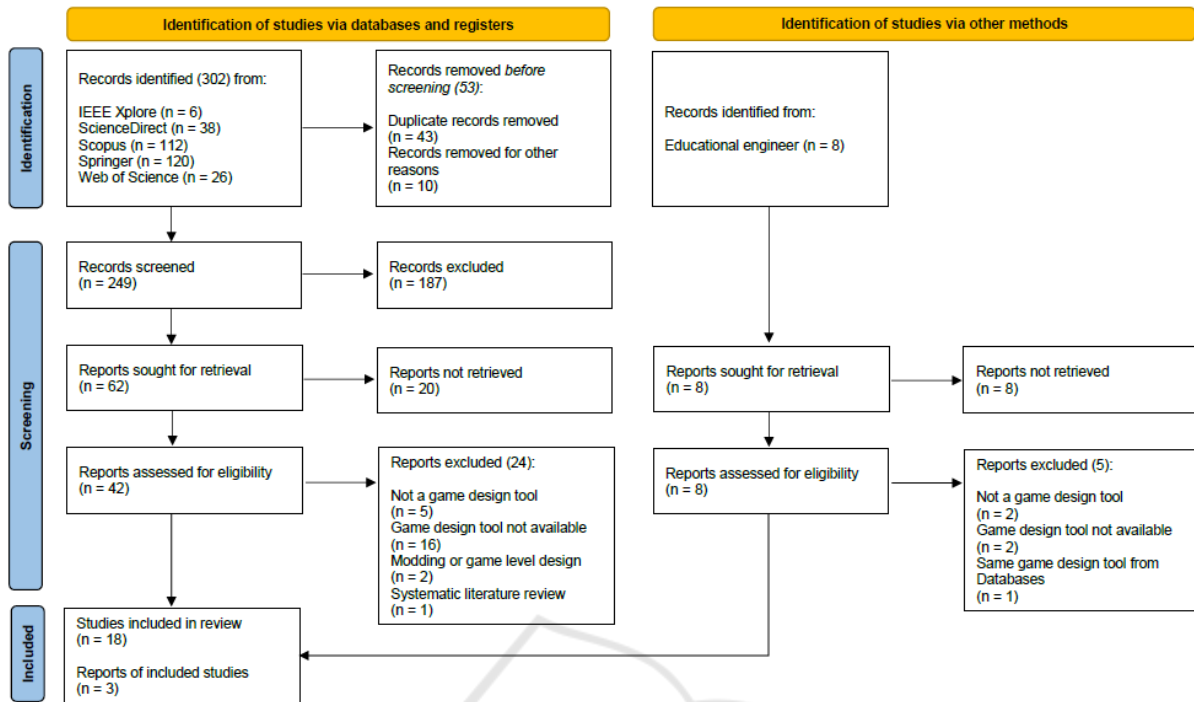 Identification of studies via databases and registers
Identification of studies via other methods
Identification
Records identified (302) from:
IEEE Xplore (n = 6)
ScienceDirect (n = 38)
Scopus (n = 112)
Springer (n = 120)
Web of Science (n = 26)
Records removed before
screening (53):
Duplicate records removed
(n = 43)
Records removed for other
reasons
(n = 10)
Records identified from:
Educational engineer (n = 8)
Screening
Records screened
(n = 249)
Records excluded
(n = 187)
Reports sought for retrieval
(n = 62)
Reports not retrieved
(n = 20)
Reports sought for retrieval
(n = 8)
Reports not retrieved
(n = 8)
Reports assessed for eligibility
(n = 42)
Reports excluded (24):
Not a game design tool
(n = 5)
Game design tool not available
(n = 16)
Modding or game level design
(n = 2)
Systematic literature review
(n = 1)
Reports assessed for eligibility
(n = 8)
Reports excluded (5):
Not a game design tool
(n = 2)
Game design tool not available
(n = 2)
Same game design tool from
Databases
(n = 1)
Included
Studies included in review
(n = 18)
Reports of included studies
(n = 3)